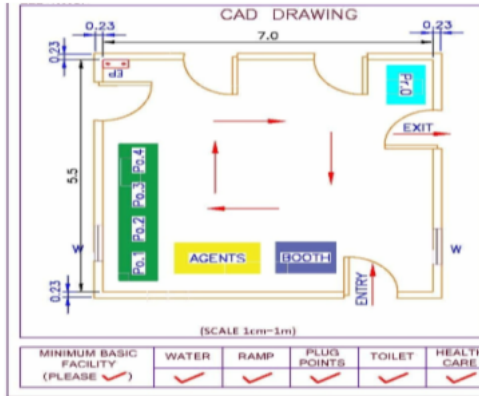 CAD DRAWING
0.23
7.0
0.23
0.23
EP
Pr.O
EXIT
5.5
Po.4
Po.3
Po.2
Po.1
W
W
AGENTS
BOOTH
ENTRY
0.23
(SCALE 1cm-1m)
MINIMUM BASIC FACILITY (PLEASE ✓)
WATER
RAMP
PLUG POINTS
TOILET
HEALTH CARE
✓ ✓ ✓ ✓ ✓